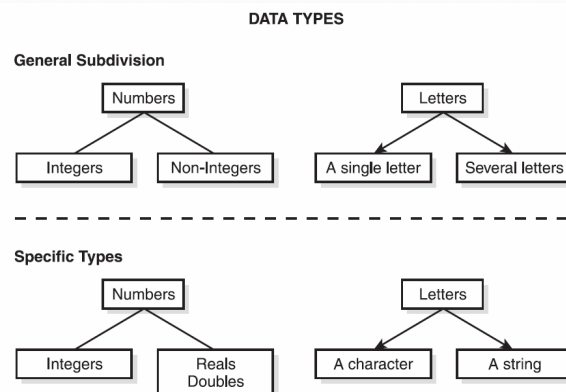 DATA TYPES
General Subdivision
Numbers
Letters
Integers
Non-Integers
A single letter
Several letters
Specific Types
Numbers
Letters
Integers
Reals
Doubles
A character
A string